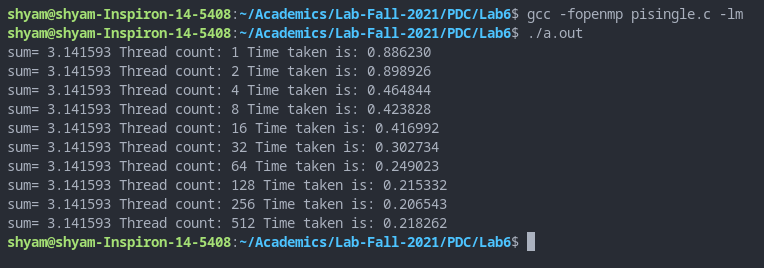 shyam@shyam-Inspiron-14-5408:~/Academics/Lab-Fall-2021/PDC/Lab6$ gcc -fopenmp pisingle.c -lm
shyam@shyam-Inspiron-14-5408:~/Academics/Lab-Fall-2021/PDC/Lab6$ ./a.out
sum= 3.141593 Thread count: 1 Time taken is: 0.886230
sum= 3.141593 Thread count: 2 Time taken is: 0.898926
sum= 3.141593 Thread count: 4 Time taken is: 0.464844
sum= 3.141593 Thread count: 8 Time taken is: 0.423828
sum= 3.141593 Thread count: 16 Time taken is: 0.416992
sum= 3.141593 Thread count: 32 Time taken is: 0.302734
sum= 3.141593 Thread count: 64 Time taken is: 0.249023
sum= 3.141593 Thread count: 128 Time taken is: 0.215332
sum= 3.141593 Thread count: 256 Time taken is: 0.206543
sum= 3.141593 Thread count: 512 Time taken is: 0.218262
shyam@shyam-Inspiron-14-5408:~/Academics/Lab-Fall-2021/PDC/Lab6$